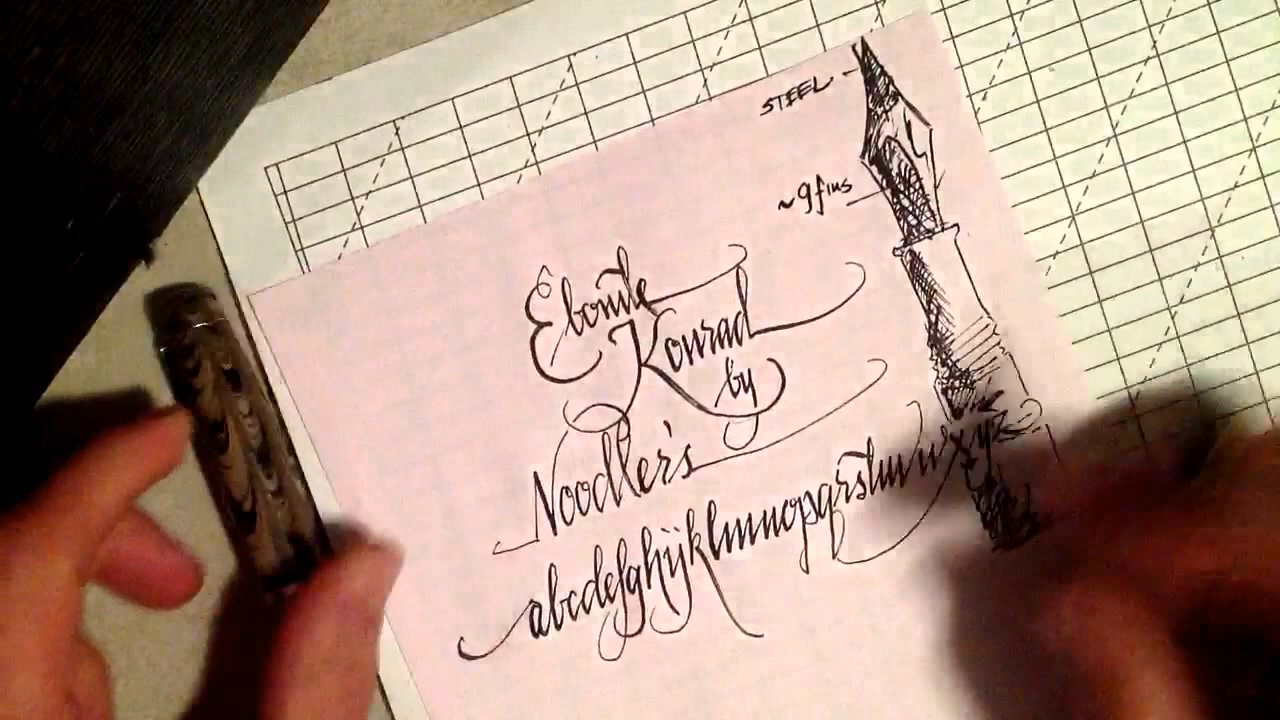 STEEL
~9 fins
Ebonite
Konrad
by
Noodler's
abcdefghijklmnopqrstuvwxyz